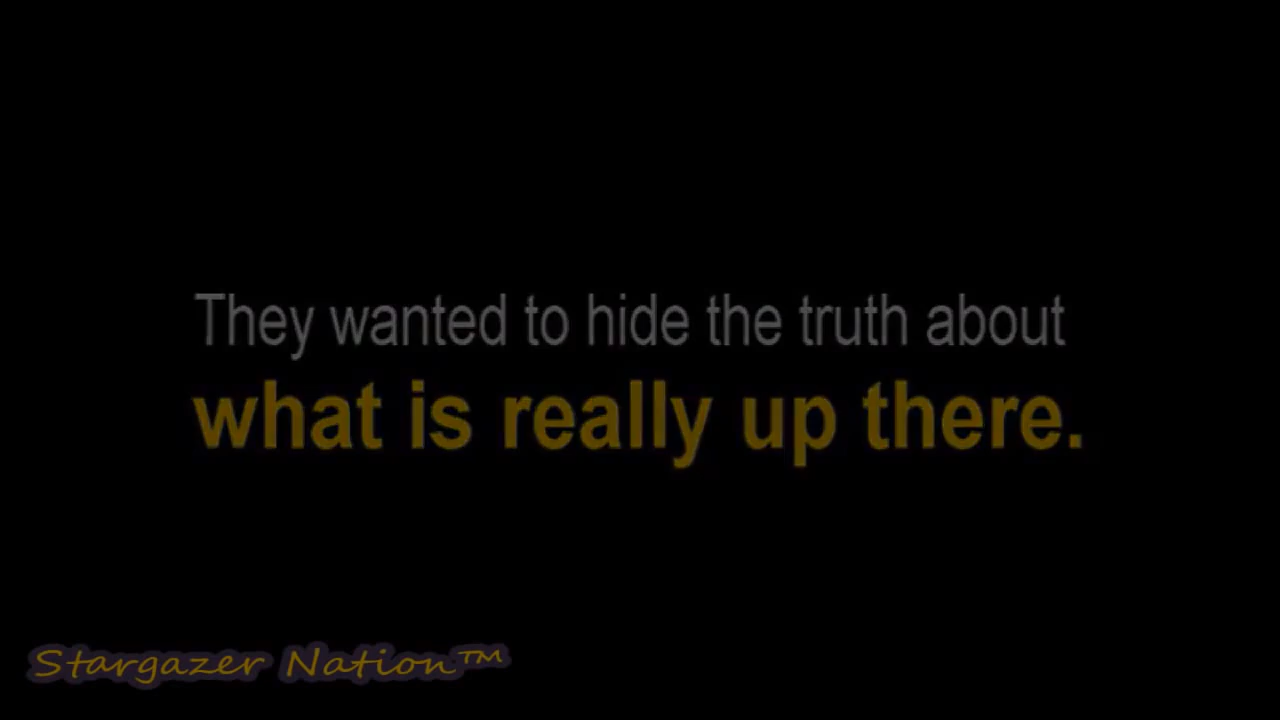 They wanted to hide the truth about
what is really up there.
Stargazer Nation™